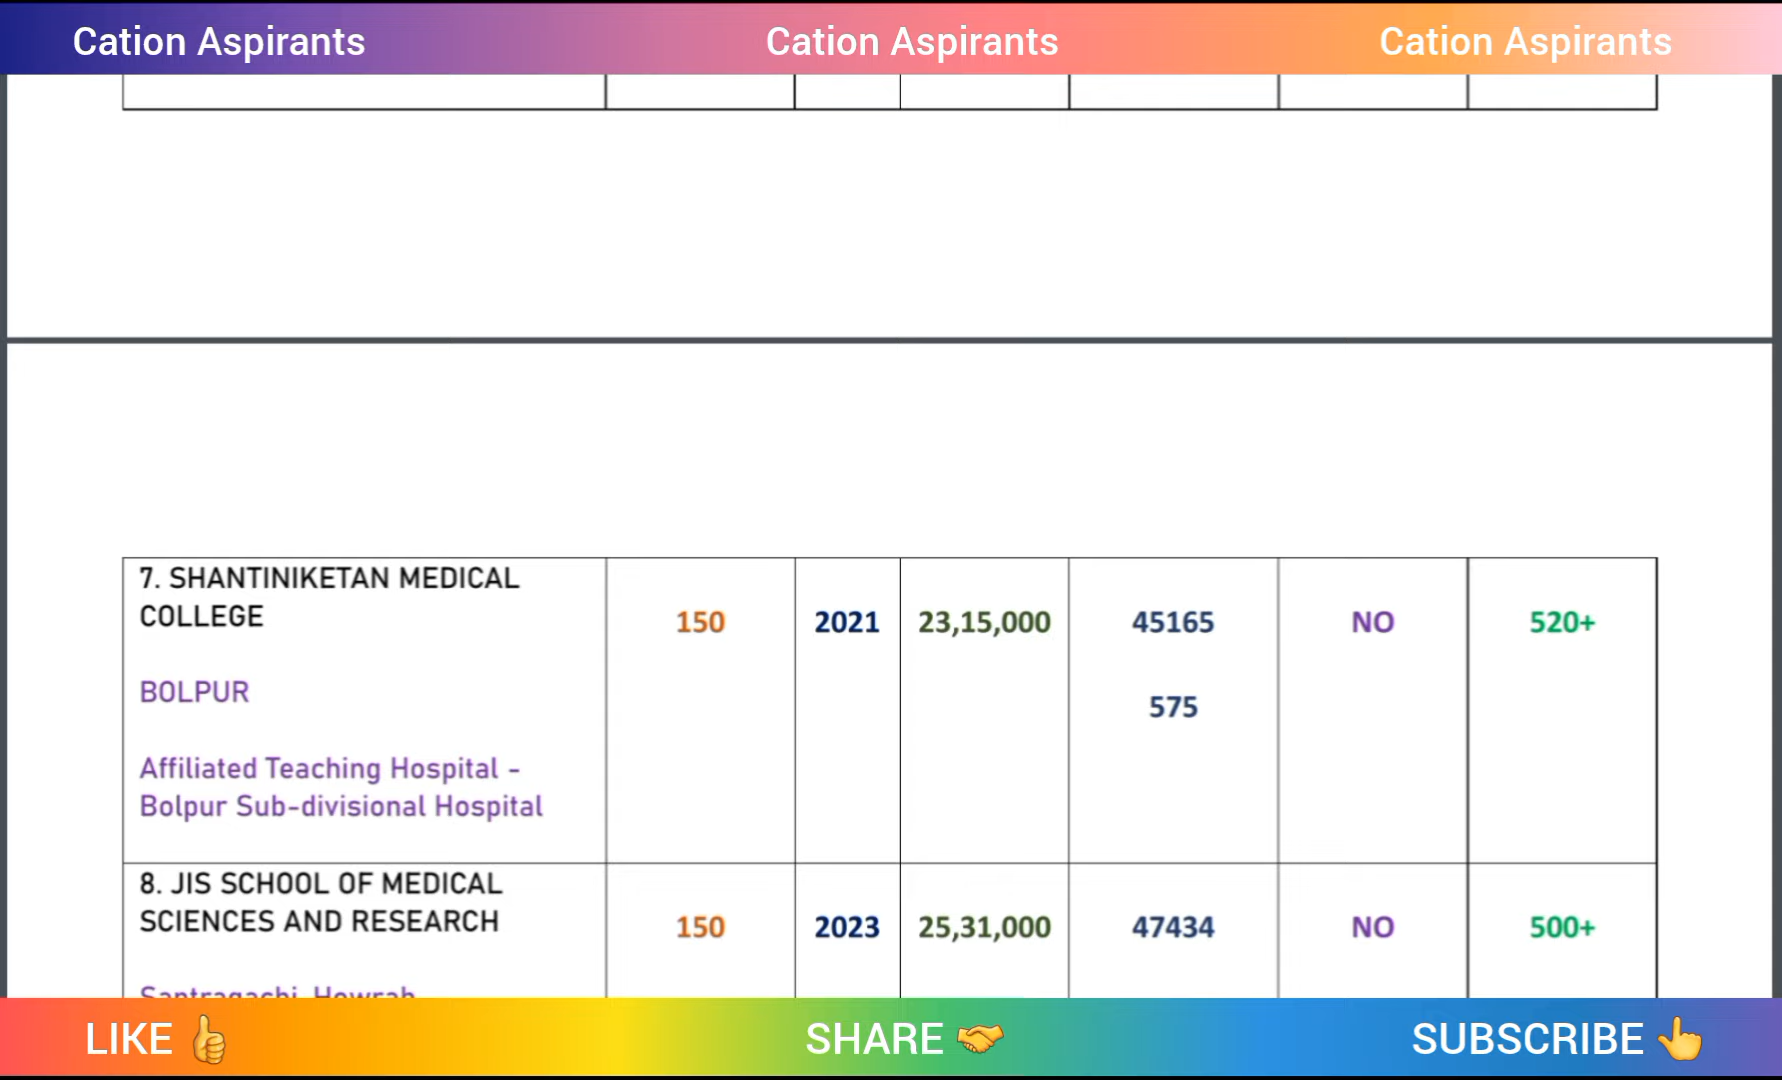 Cation Aspirants Cation Aspirants Cation Aspirants
7. SHANTINIKETAN MEDICAL
COLLEGE
150 2021 23,15,000 45165 NO 520+
BOLPUR
575
Affiliated Teaching Hospital -
Bolpur Sub-divisional Hospital
8. JIS SCHOOL OF MEDICAL
SCIENCES AND RESEARCH
150 2023 25,31,000 47434 NO 500+
Santragachi, Howrah
LIKE 👍 SHARE 🤝 SUBSCRIBE 👆